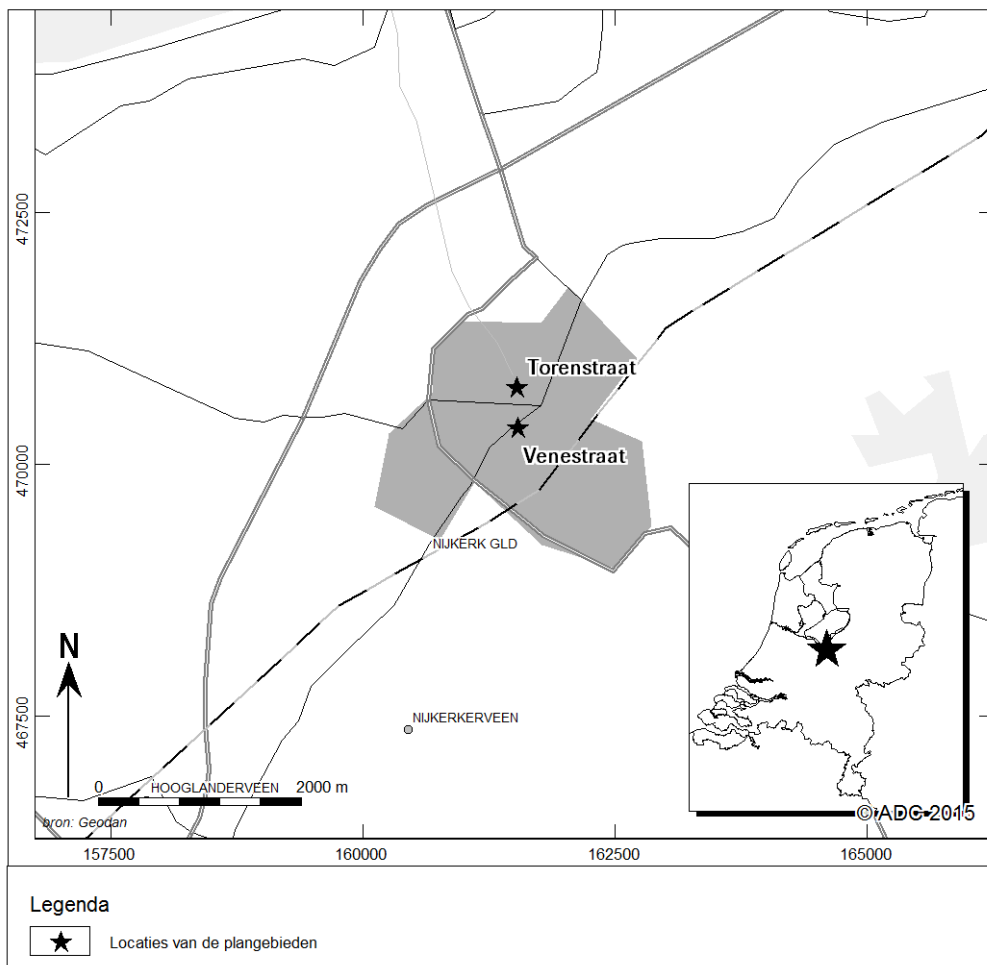 472500
470000
467500
Torenstraat
Venestraat
NIJKERK GLD
N
NIJKERKERVEEN
0 HOOGLANDERVEEN 2000 m
bron: Geodan
© ADC 2015
157500 160000 162500 165000
Legenda
Locaties van de plangebieden